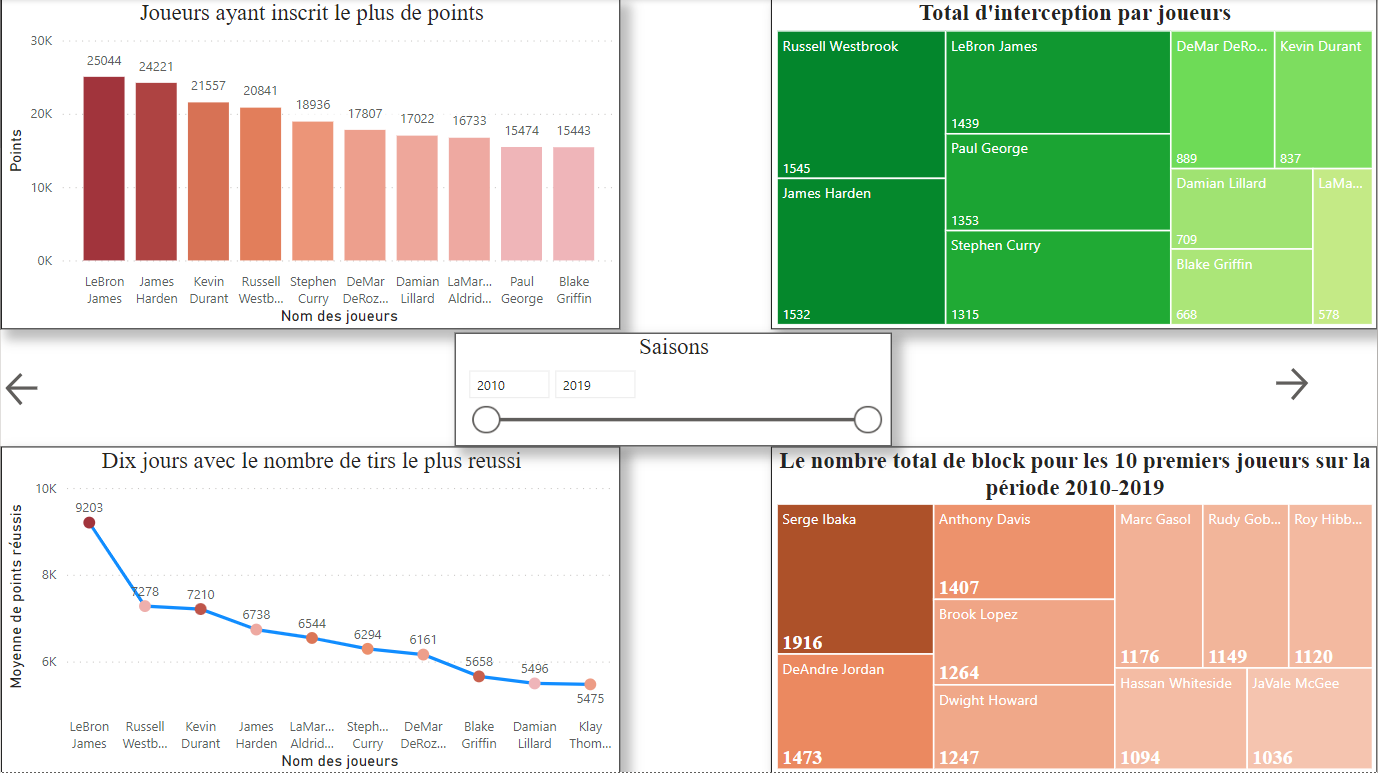 Joueurs ayant inscrit le plus de points
30K
20K
10K
0K
Points
25044
24221
21557
20841
18936
17807
17022
16733
15474
15443
LeBron
James
James
Harden
Kevin
Durant
Russell
Westb...
Stephen
Curry
DeMar
DeRoz...
Damian
Lillard
LaMar...
Aldrid...
Paul
George
Blake
Griffin
Nom des joueurs
Total d'interception par joueurs
Russell Westbrook
1545
James Harden
1532
LeBron James
1439
Paul George
1353
Stephen Curry
1315
DeMar DeRo...
889
Kevin Durant
837
Damian Lillard
709
Blake Griffin
668
LaMa...
578
Saisons
2010
2019
Dix jours avec le nombre de tirs le plus reussi
10K
8K
6K
Moyenne de points réussis
9203
7278
7210
6738
6544
6294
6161
5658
5496
5475
LeBron
James
Russell
Westb...
Kevin
Durant
James
Harden
LaMar...
Aldrid...
Steph...
Curry
DeMar
DeRoz...
Blake
Griffin
Damian
Lillard
Klay
Thom...
Nom des joueurs
Le nombre total de block pour les 10 premiers joueurs sur la
période 2010-2019
Serge Ibaka
1916
DeAndre Jordan
1473
Anthony Davis
1407
Brook Lopez
1264
Dwight Howard
1247
Marc Gasol
1176
Rudy Gob...
1149
Roy Hibb...
1120
Hassan Whiteside
1094
JaVale McGee
1036